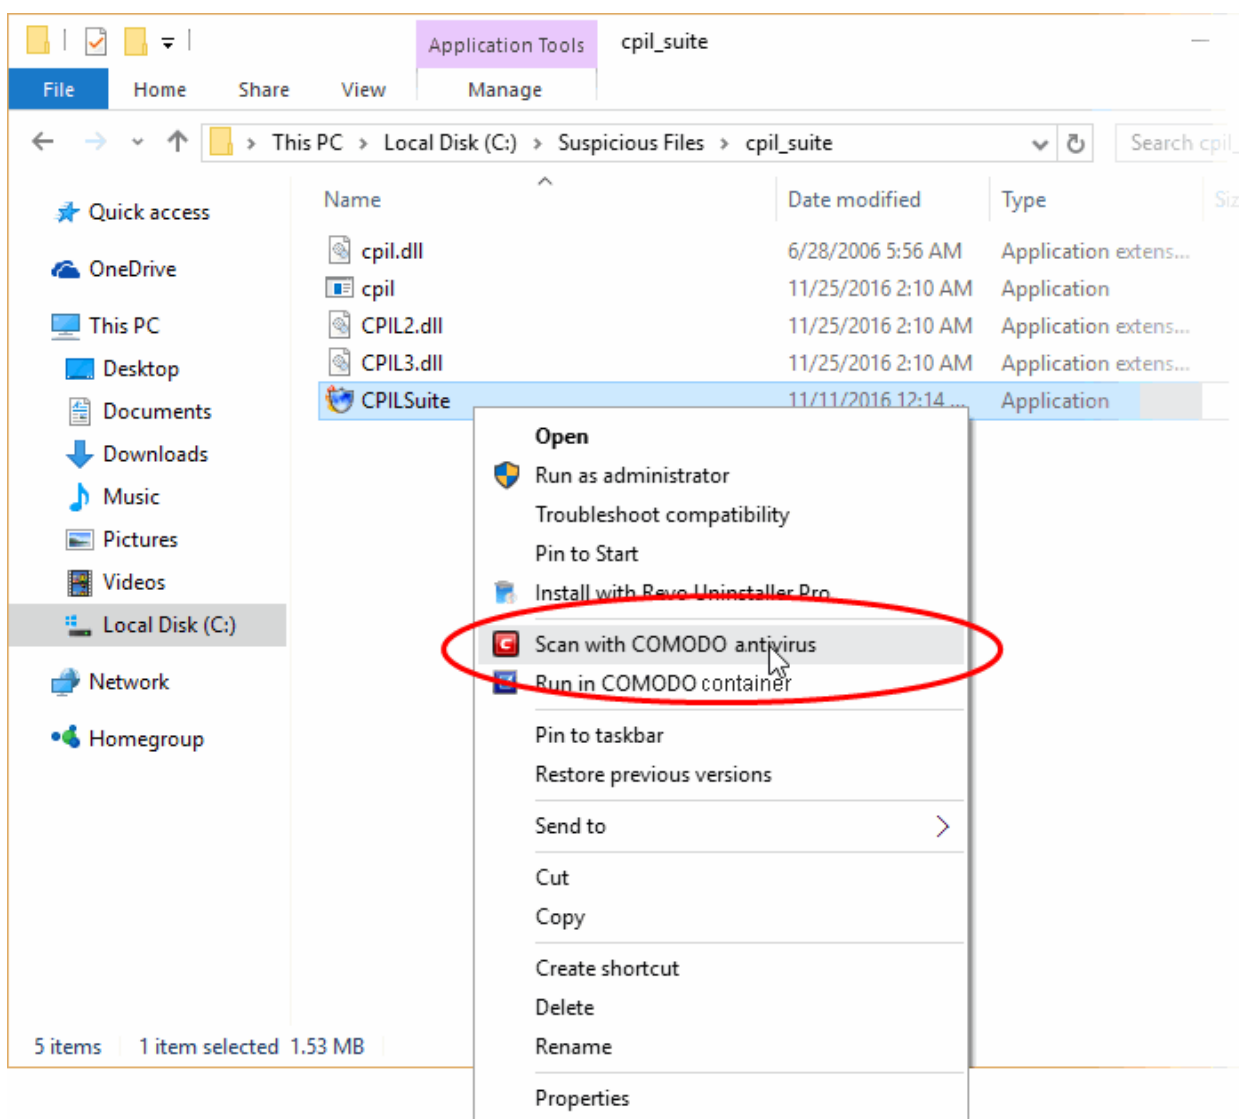 Application Tools cpil_suite
File Home Share View Manage
This PC > Local Disk (C:) > Suspicious Files > cpil_suite Search cpil_
Name Date modified Type Siz
Quick access
OneDrive
This PC
Desktop
Documents
Downloads
Music
Pictures
Videos
Local Disk (C:)
Network
Homegroup
cpil.dll 6/28/2006 5:56 AM Application extens...
cpil 11/25/2016 2:10 AM Application
CPIL2.dll 11/25/2016 2:10 AM Application extens...
CPIL3.dll 11/25/2016 2:10 AM Application extens...
CPILSuite 11/11/2016 12:14 ... Application
Open
Run as administrator
Troubleshoot compatibility
Pin to Start
Install with Revo Uninstaller Pro
Scan with COMODO antivirus
Run in COMODO container
Pin to taskbar
Restore previous versions
Send to
Cut
Copy
Create shortcut
Delete
Rename
Properties
5 items 1 item selected 1.53 MB